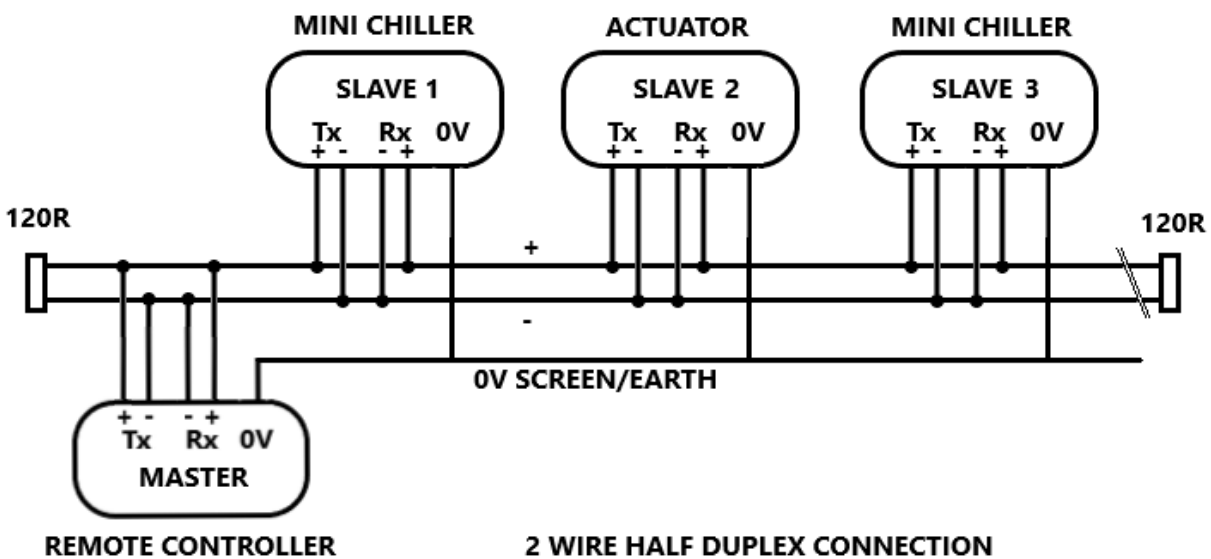 MINI CHILLER ACTUATOR MINI CHILLER
SLAVE 1 SLAVE 2 SLAVE 3
Tx Rx 0V Tx Rx 0V Tx Rx 0V
+ - - + + - - + + - - +
120R 120R
+
-
0V SCREEN/EARTH
+ - - +
Tx Rx 0V
MASTER
REMOTE CONTROLLER 2 WIRE HALF DUPLEX CONNECTION